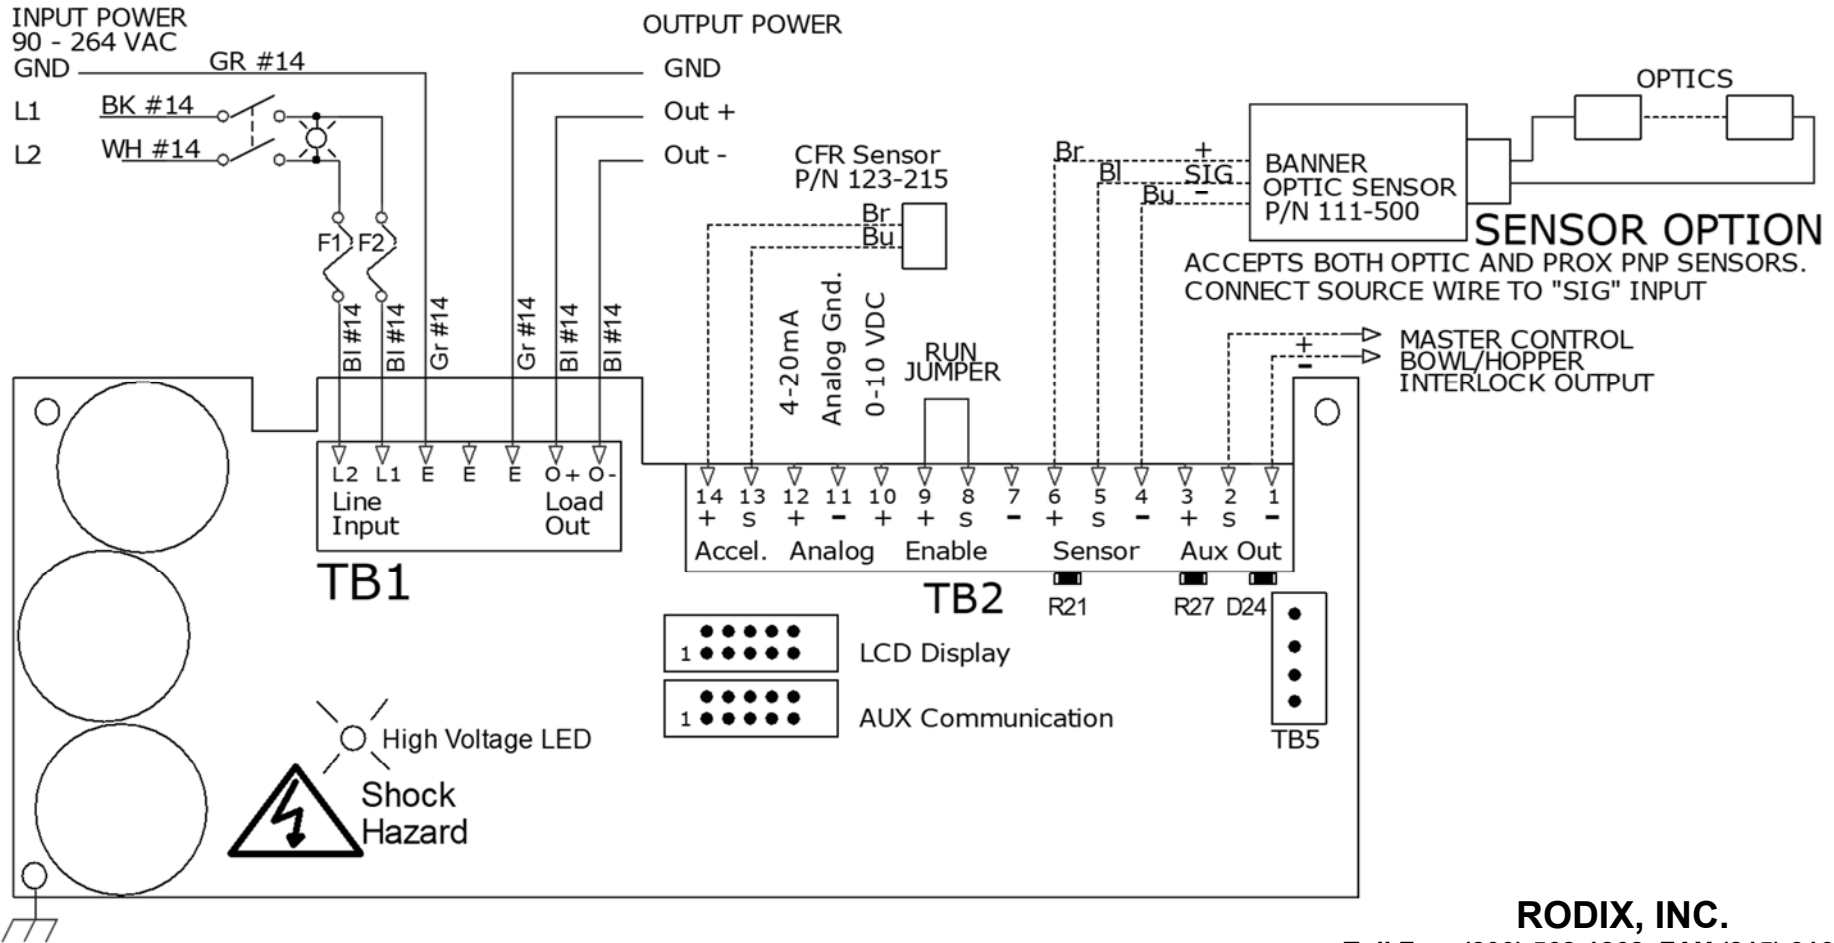 INPUT POWER
90 - 264 VAC
GND
GR #14
L1
BK #14
L2
WH #14
F1
F2
Bl #14
Bl #14
Gr #14
Gr #14
Bl #14
Bl #14
OUTPUT POWER
GND
Out +
Out -
CFR Sensor
P/N 123-215
Br
Bu
4-20mA
Analog Gnd.
0-10 VDC
RUN
JUMPER
Br
Bl
Bu
+
SIG
-
BANNER
OPTIC SENSOR
P/N 111-500
OPTICS
SENSOR OPTION
ACCEPTS BOTH OPTIC AND PROX PNP SENSORS.
CONNECT SOURCE WIRE TO "SIG" INPUT
+
-
MASTER CONTROL
BOWL/HOPPER
INTERLOCK OUTPUT
L2 L1 E E E O+ O-
Line
Input
Load
Out
TB1
14 13 12 11 10 9 8 7 6 5 4 3 2 1
+ S + - + + S - + S - + S -
Accel. Analog Enable Sensor Aux Out
TB2
R21
R27
D24
1
LCD Display
1
AUX Communication
TB5
High Voltage LED
Shock
Hazard
RODIX, INC.